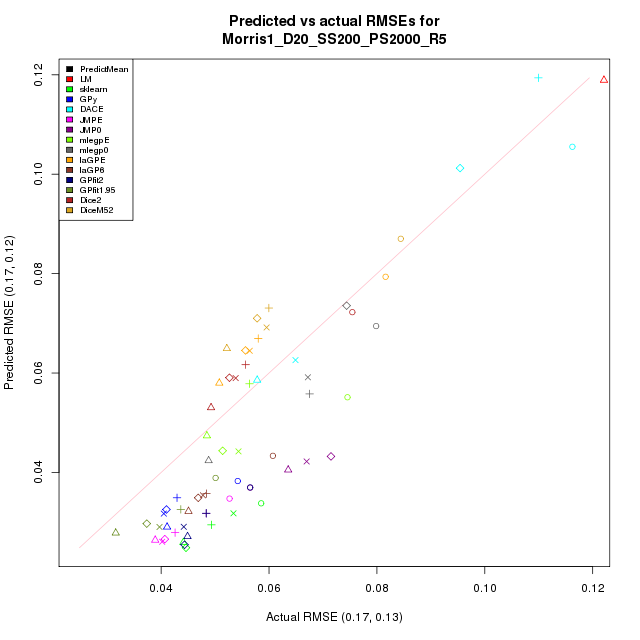 Predicted vs actual RMSEs for
Morris1_D20_SS200_PS2000_R5
PredictMean
LM
sklearn
GPy
DACE
JMPE
JMP0
mlegpE
mlegp0
laGPE
laGP6
GPfit2
GPfit1.95
Dice2
DiceM52
Predicted RMSE (0.17, 0.12)
0.12
0.10
0.08
0.06
0.04
0.04 0.06 0.08 0.10 0.12
Actual RMSE (0.17, 0.13)